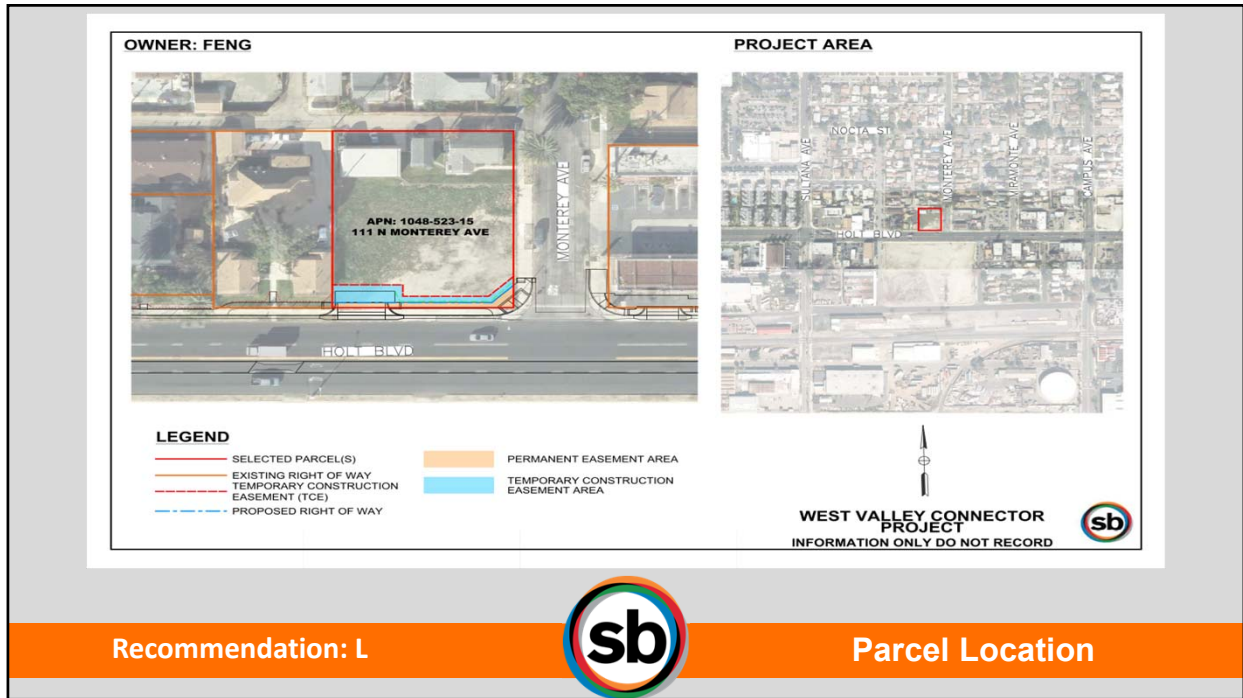 OWNER: FENG
PROJECT AREA
APN: 1048-523-15
111 N MONTEREY AVE
MONTEREY AVE
HOLT BLVD
NOCTA ST
SULTANA AVE
MONTEREY AVE
MIRAMONTE AVE
CAMPUS AVE
HOLT BLVD
LEGEND
SELECTED PARCEL(S)
EXISTING RIGHT OF WAY
TEMPORARY CONSTRUCTION
EASEMENT (TCE)
PROPOSED RIGHT OF WAY
PERMANENT EASEMENT AREA
TEMPORARY CONSTRUCTION
EASEMENT AREA
WEST VALLEY CONNECTOR
PROJECT
INFORMATION ONLY DO NOT RECORD
sb
Recommendation: L
sb
Parcel Location